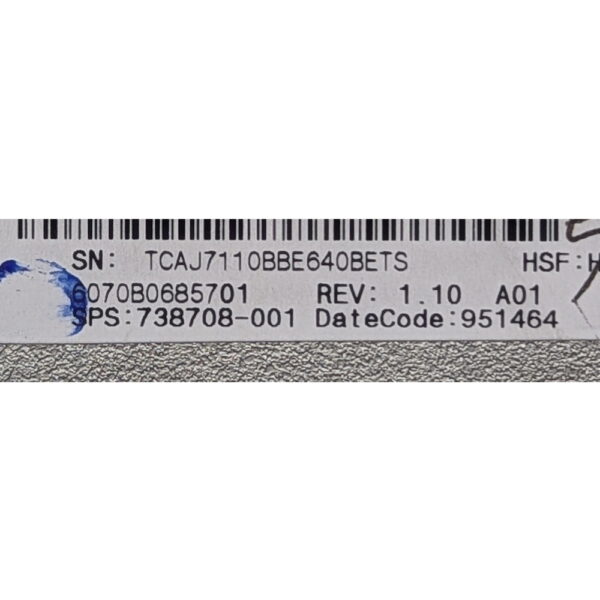 SN: TCAJ7110BBE640BETS HSF:H
6070B0685701 REV: 1.10 A01
SPS:738708-001 DateCode:951464